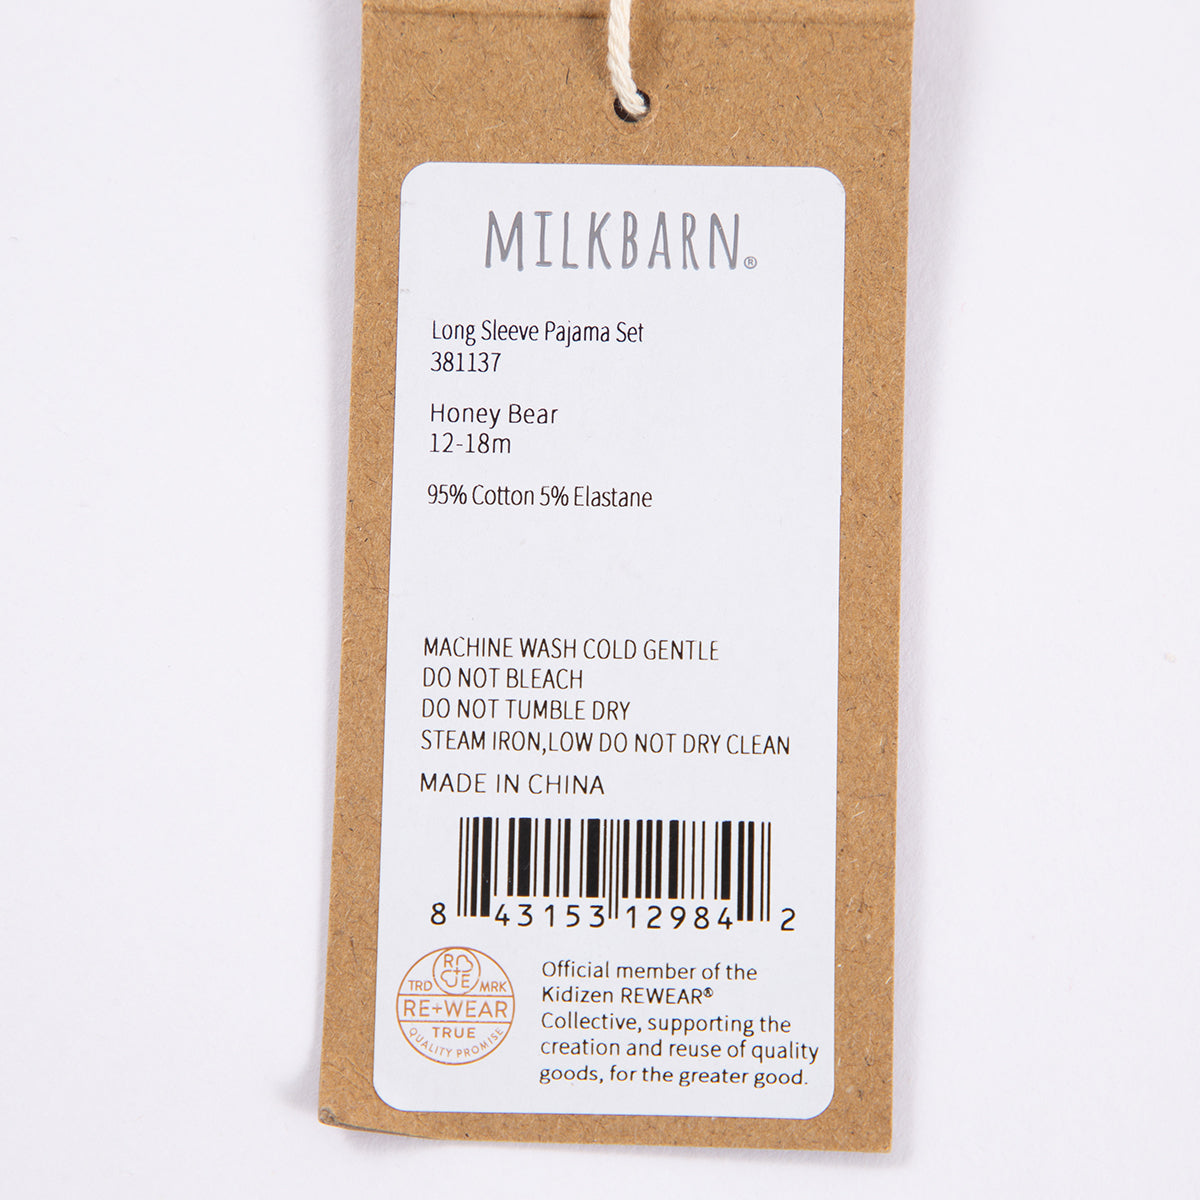 MILKBARN®
Long Sleeve Pajama Set
381137
Honey Bear
12-18m
95% Cotton 5% Elastane
MACHINE WASH COLD GENTLE
DO NOT BLEACH
DO NOT TUMBLE DRY
STEAM IRON,LOW DO NOT DRY CLEAN
MADE IN CHINA
8 43153 12984 2
R+E
TRD MRK
RE+WEAR
TRUE
QUALITY PROMISE
Official member of the
Kidizen REWEAR®
Collective, supporting the
creation and reuse of quality
goods, for the greater good.